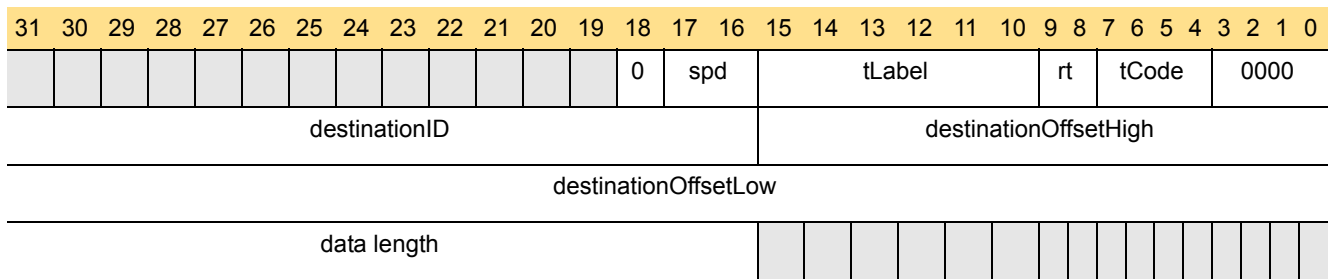 31 30 29 28 27 26 25 24 23 22 21 20 19 18 17 16 15 14 13 12 11 10 9 8 7 6 5 4 3 2 1 0
0 spd tLabel rt tCode 0000
destinationID destinationOffsetHigh
destinationOffsetLow
data length